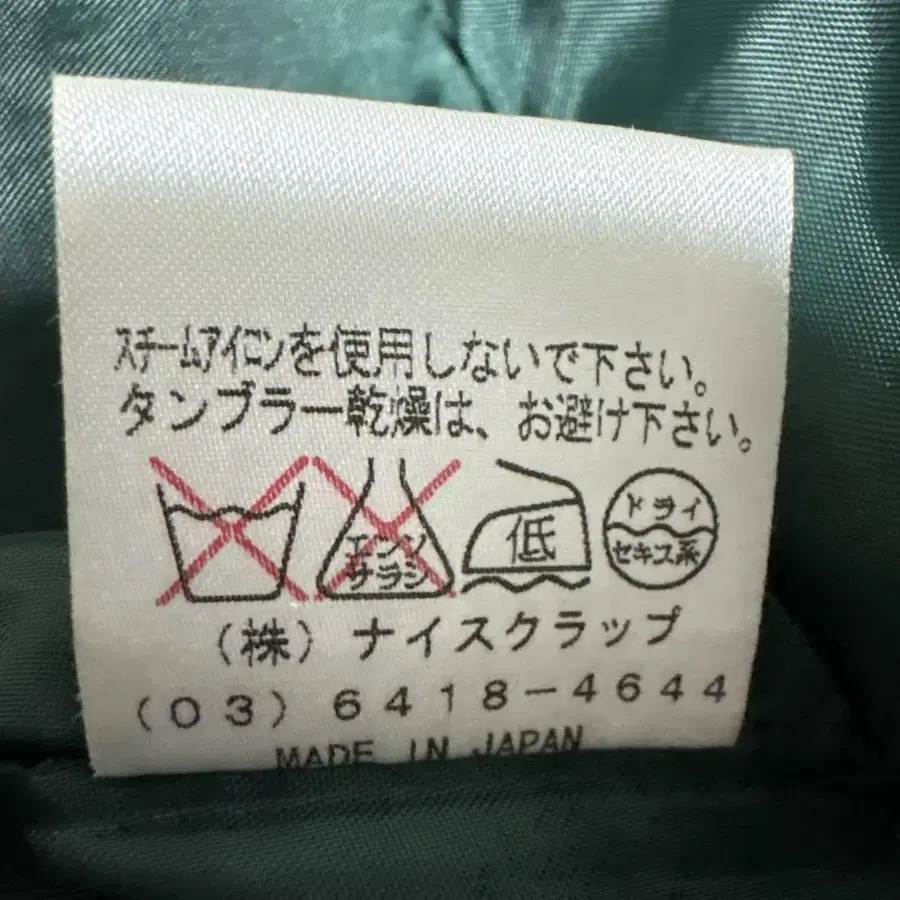 スチームアイロンを使用しないで下さい。
タンブラー乾燥は、お避け下さい。
エンソ
サラシ
低
ドライ
セキユ系
(株) ナイスクラップ
(03) 6418-4644
MADE IN JAPAN